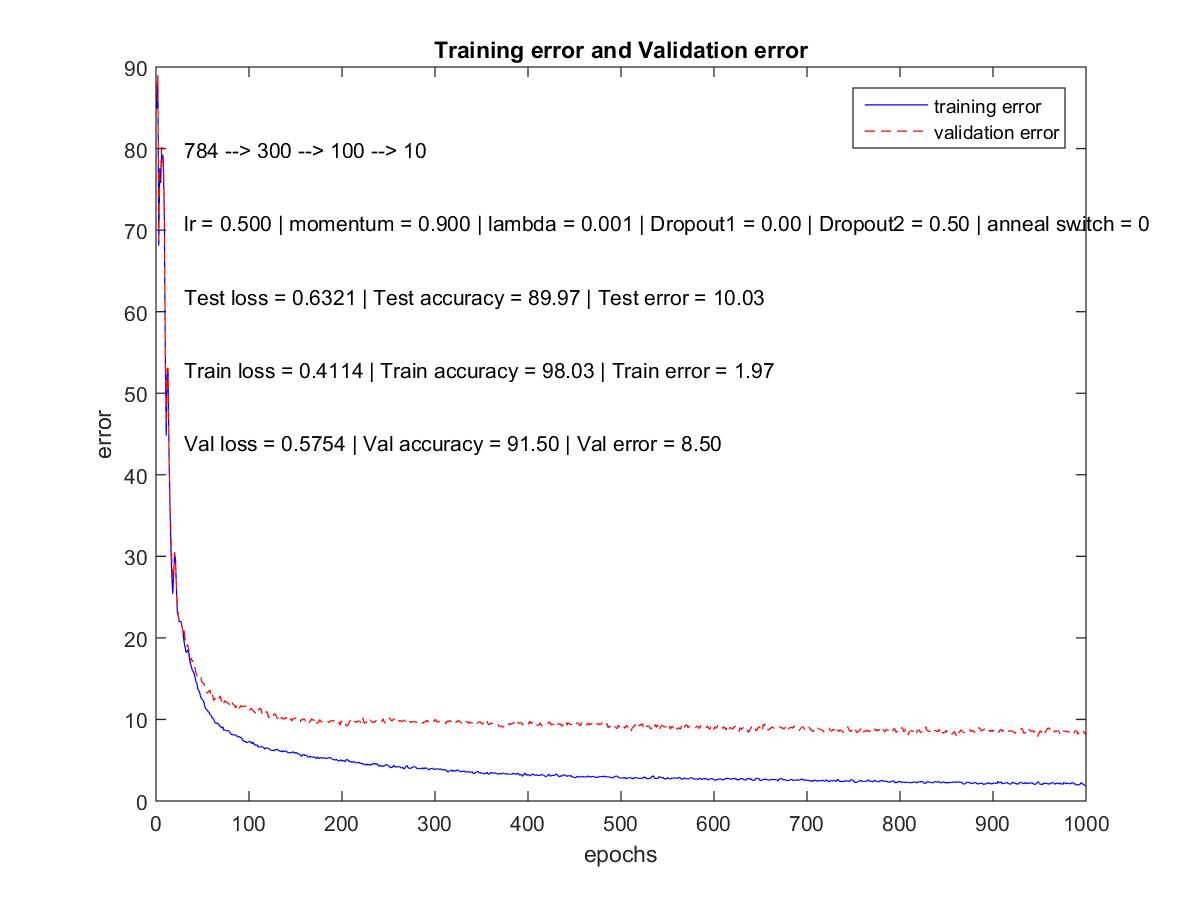 Training error and Validation error
90
80
70
60
50
40
30
20
10
0
error
training error
validation error
784 --> 300 --> 100 --> 10
lr = 0.500 | momentum = 0.900 | lambda = 0.001 | Dropout1 = 0.00 | Dropout2 = 0.50 | anneal switch = 0
Test loss = 0.6321 | Test accuracy = 89.97 | Test error = 10.03
Train loss = 0.4114 | Train accuracy = 98.03 | Train error = 1.97
Val loss = 0.5754 | Val accuracy = 91.50 | Val error = 8.50
0 100 200 300 400 500 600 700 800 900 1000
epochs